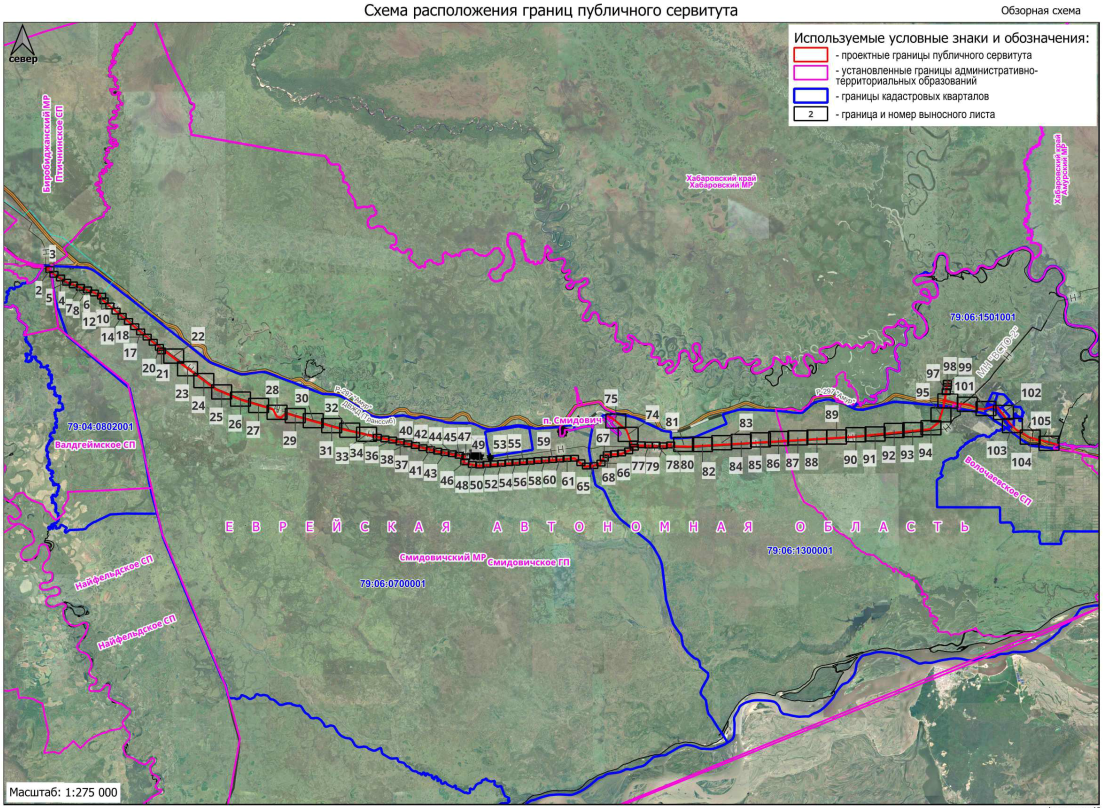 Схема расположения границ публичного сервитута
Обзорная схема
север
Используемые условные знаки и обозначения:
- проектные границы публичного сервитута
- установленные границы административно-
территориальных образований
- границы кадастровых кварталов
2 - граница и номер выносного листа
Биробиджанский МР
Птичнинское СП
Хабаровский край
Хабаровский МР
Хабаровский край
Амурский МР
79:06:1501001
МН "ВСТО-2"
Р-297 "Амур"
Р-297 "Амур"
п. Смидович
79:04:0802001
Валдгеймское СП
Волочаевское СП
3
2 5 4 7 8 6 12 10 14 18 17 20 21
22
23 24 25 26 27 28 29 30 31 32 33 34 36 38
40 42 44 45 47 49 53 55 59
37 41 43 46 48 50 52 54 56 58 60 61 65
67 68 66 75 74 77 79 78 80 81
82 83 84 85 86 87 88 89 90 91 92 93 94
95 97 98 99 101 102 103 104 105
ЕВРЕЙСКАЯ АВТОНОМНАЯ ОБЛАСТЬ
Смидовичский МР
Смидовичское ГП
79:06:1300001
79:06:0700001
Найфельдское СП
Найфельдское СП
Масштаб: 1:275 000